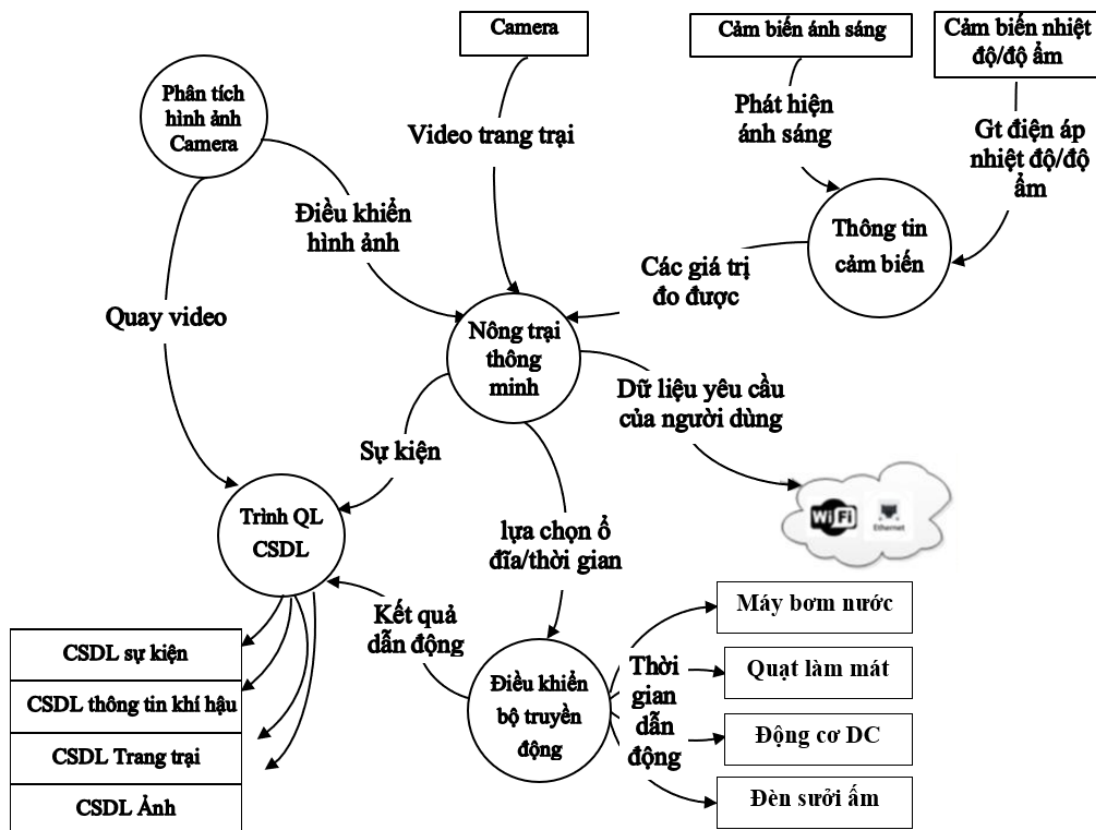 Camera
Cảm biến ánh sáng
Cảm biến nhiệt
độ/độ ẩm
Phân tích
hình ảnh
Camera
Video trang trại
Phát hiện
ánh sáng
Gt điện áp
nhiệt độ/độ
ẩm
Điều khiển
hình ảnh
Thông tin
cảm biến
Các giá trị
đo được
Quay video
Nông trại
thông
minh
Dữ liệu yêu cầu
của người dùng
Sự kiện
WiFi
Ethernet
Trình QL
CSDL
lựa chọn ổ
đĩa/thời gian
Kết quả
dẫn động
Máy bơm nước
Quạt làm mát
Động cơ DC
Đèn sưởi ấm
Thời
gian
dẫn
động
Điều khiển
bộ truyền
động
CSDL sự kiện
CSDL thông tin khí hậu
CSDL Trang trại
CSDL Ảnh